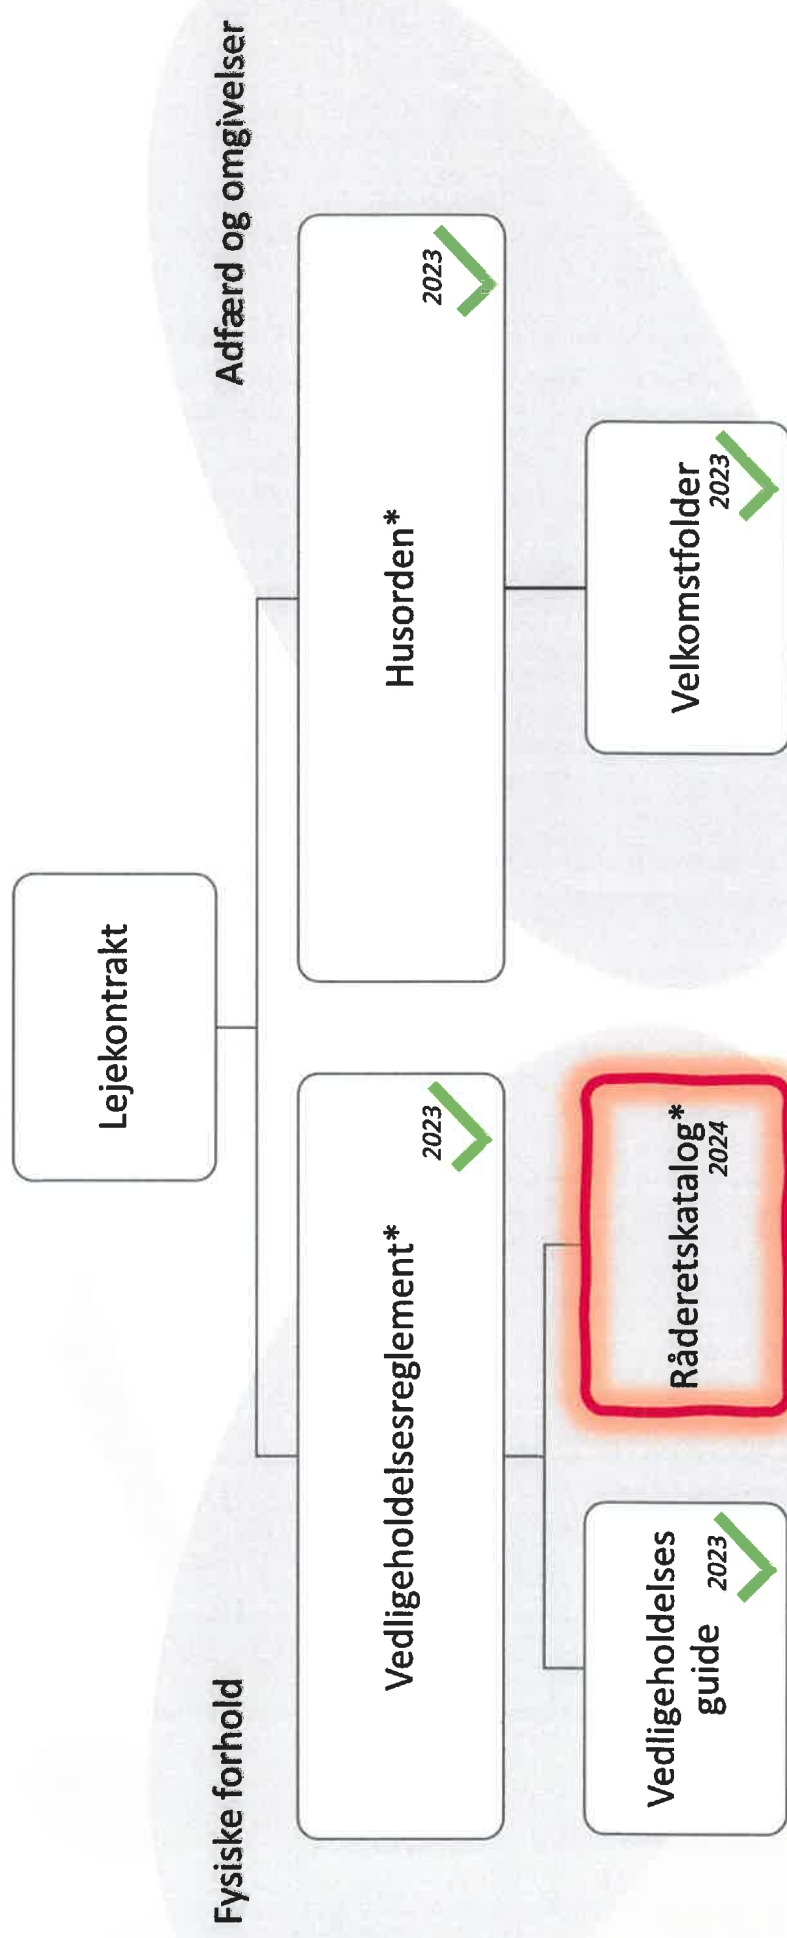 Lejekontrakt
Fysiske forhold
Adfærd og omgivelser
Vedligeholdelsesreglement*
2023
Husorden*
2023
Vedligeholdelses
guide
2023
Råderetskatalog*
2024
Velkomstfolder
2023